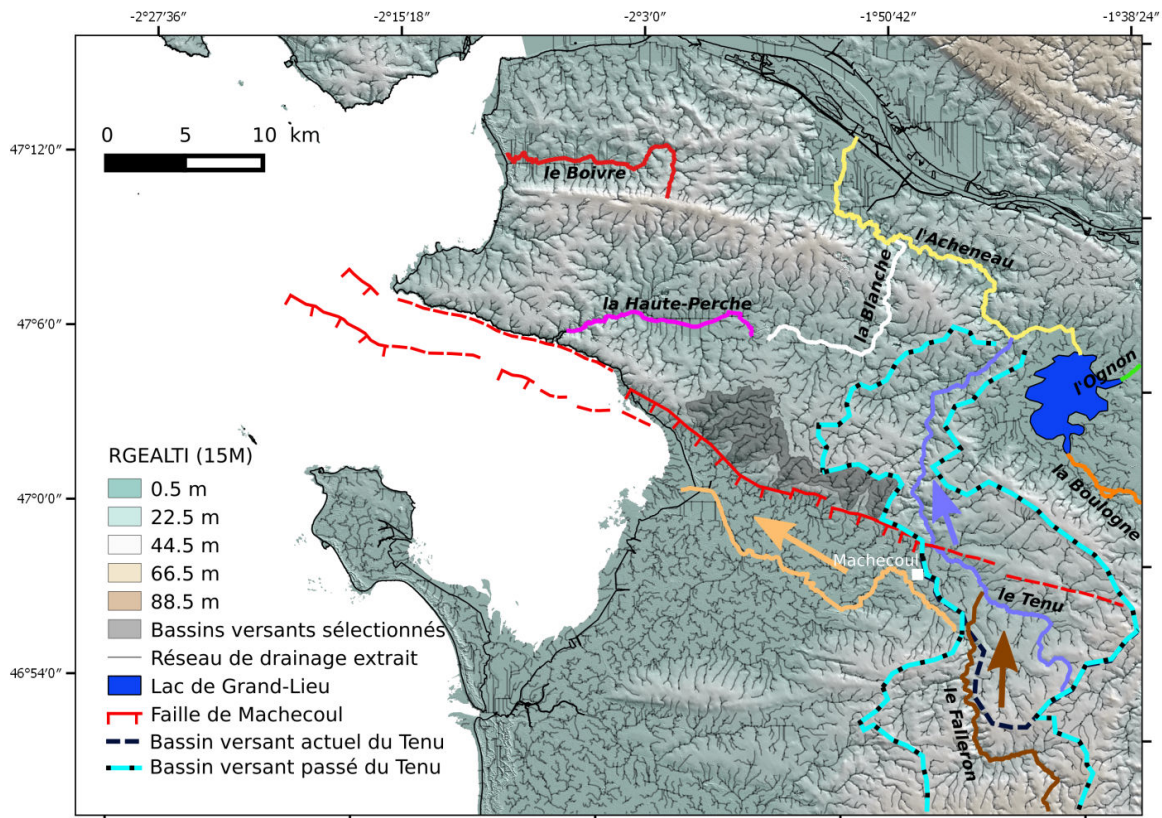 -2°27'36"
-2°15'18"
-2°3'0"
-1°50'42"
-1°38'24"
0 5 10 km
47°12'0"
le Boivre
l'Acheneau
la Blanche
la Haute-Perche
47°6'0"
l'Ognon
la Boulogne
RGEALTI (15M)
0.5 m
47°0'0"
22.5 m
44.5 m
Machecoul
66.5 m
le Tenu
88.5 m
Bassins versants sélectionnés
Réseau de drainage extrait
46°54'0"
Lac de Grand-Lieu
le Falleron
Faille de Machecoul
Bassin versant actuel du Tenu
Bassin versant passé du Tenu